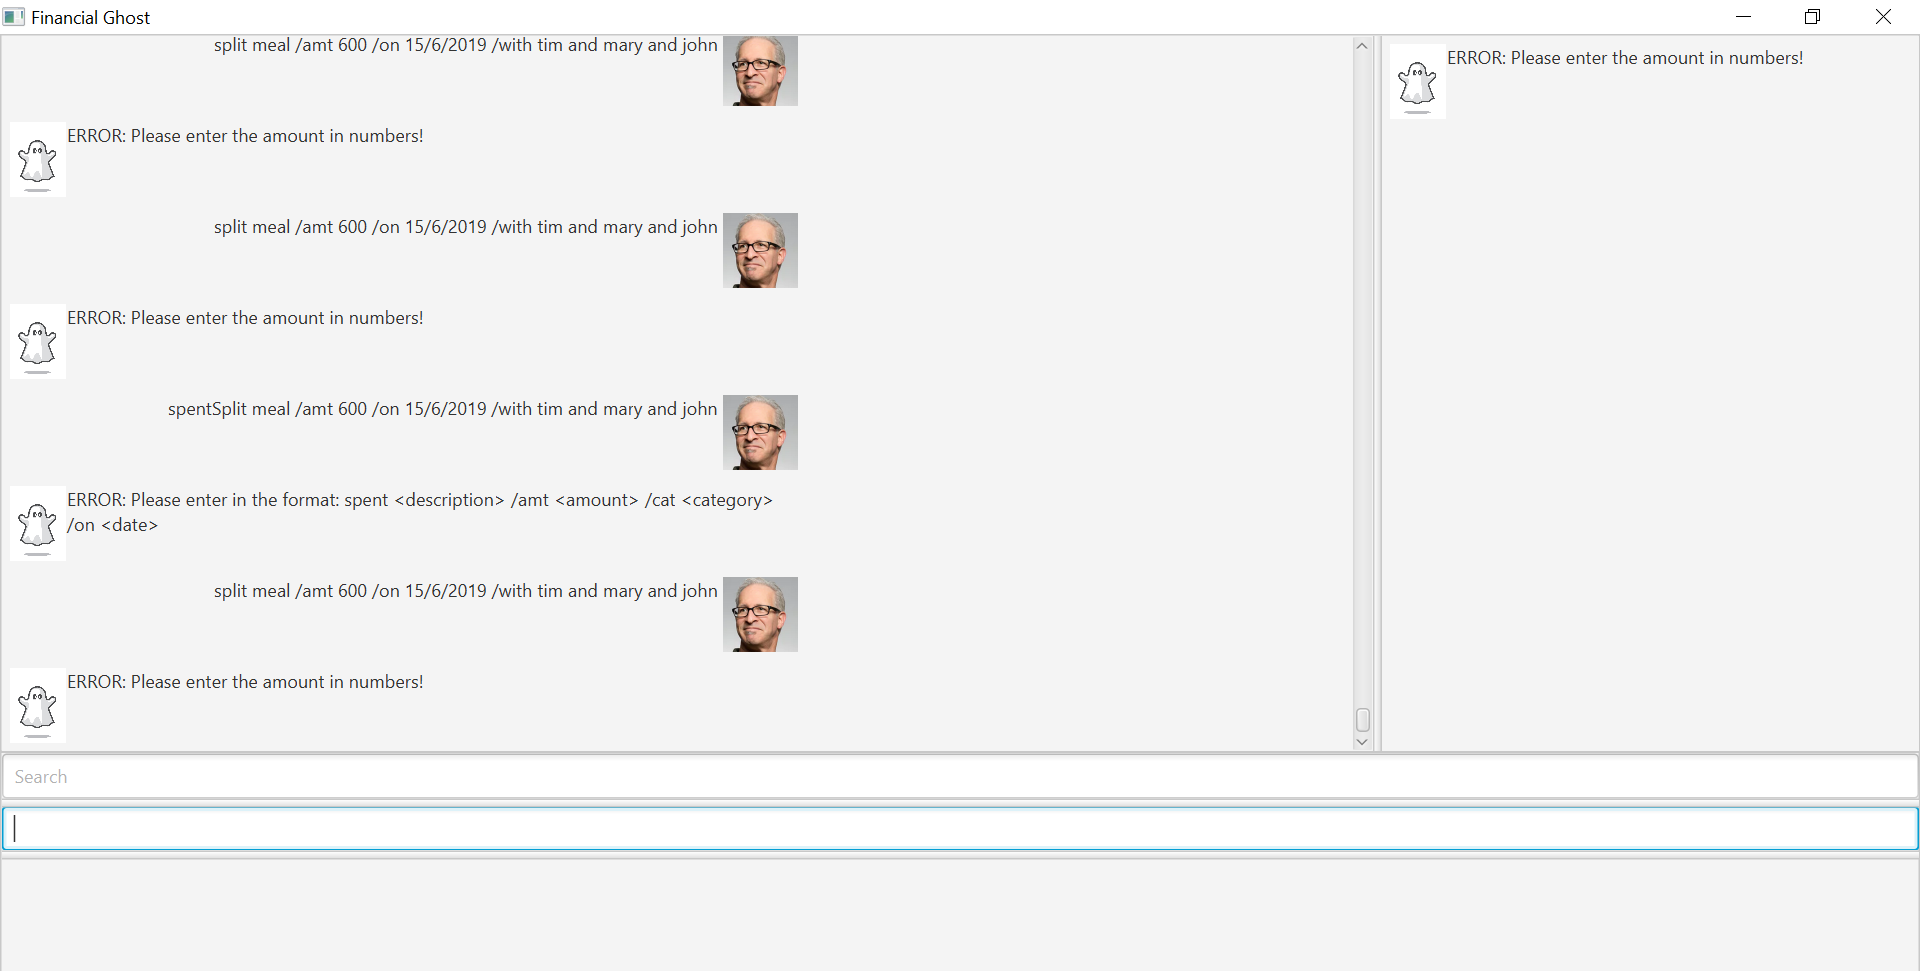 Financial Ghost
split meal /amt 600 /on 15/6/2019 /with tim and mary and john
ERROR: Please enter the amount in numbers!
split meal /amt 600 /on 15/6/2019 /with tim and mary and john
ERROR: Please enter the amount in numbers!
spentSplit meal /amt 600 /on 15/6/2019 /with tim and mary and john
ERROR: Please enter in the format: spent <description> /amt <amount> /cat <category>
/on <date>
split meal /amt 600 /on 15/6/2019 /with tim and mary and john
ERROR: Please enter the amount in numbers!
ERROR: Please enter the amount in numbers!
Search